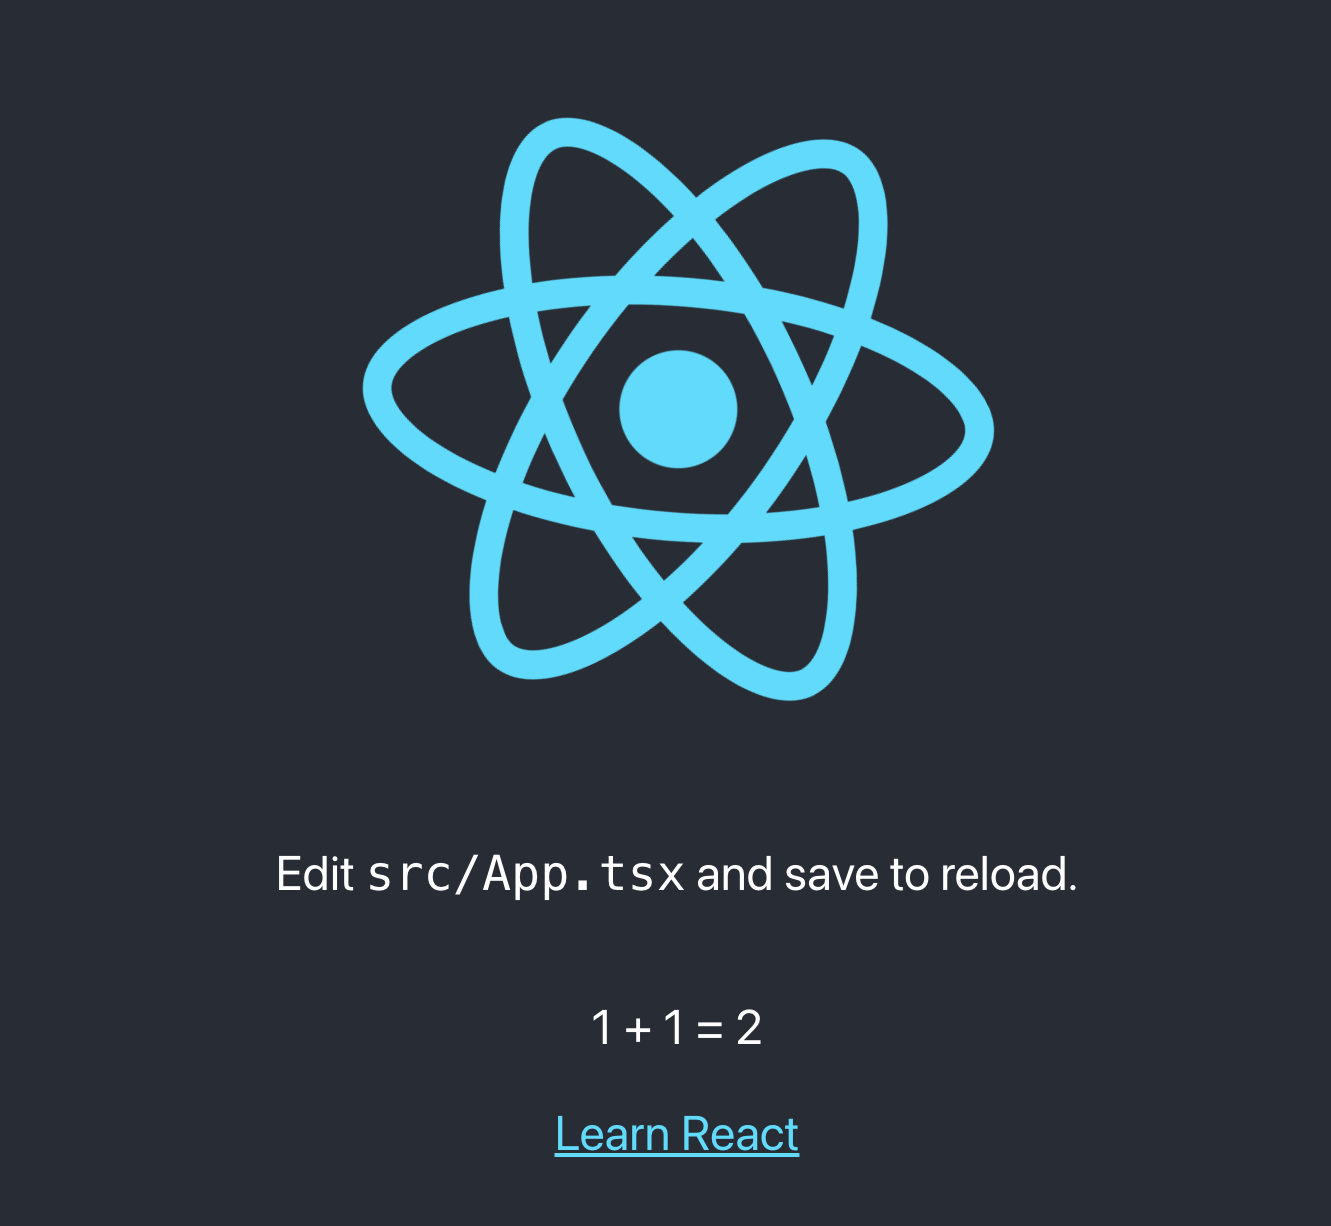 Edit src/App.tsx and save to reload.
1 + 1 = 2
Learn React